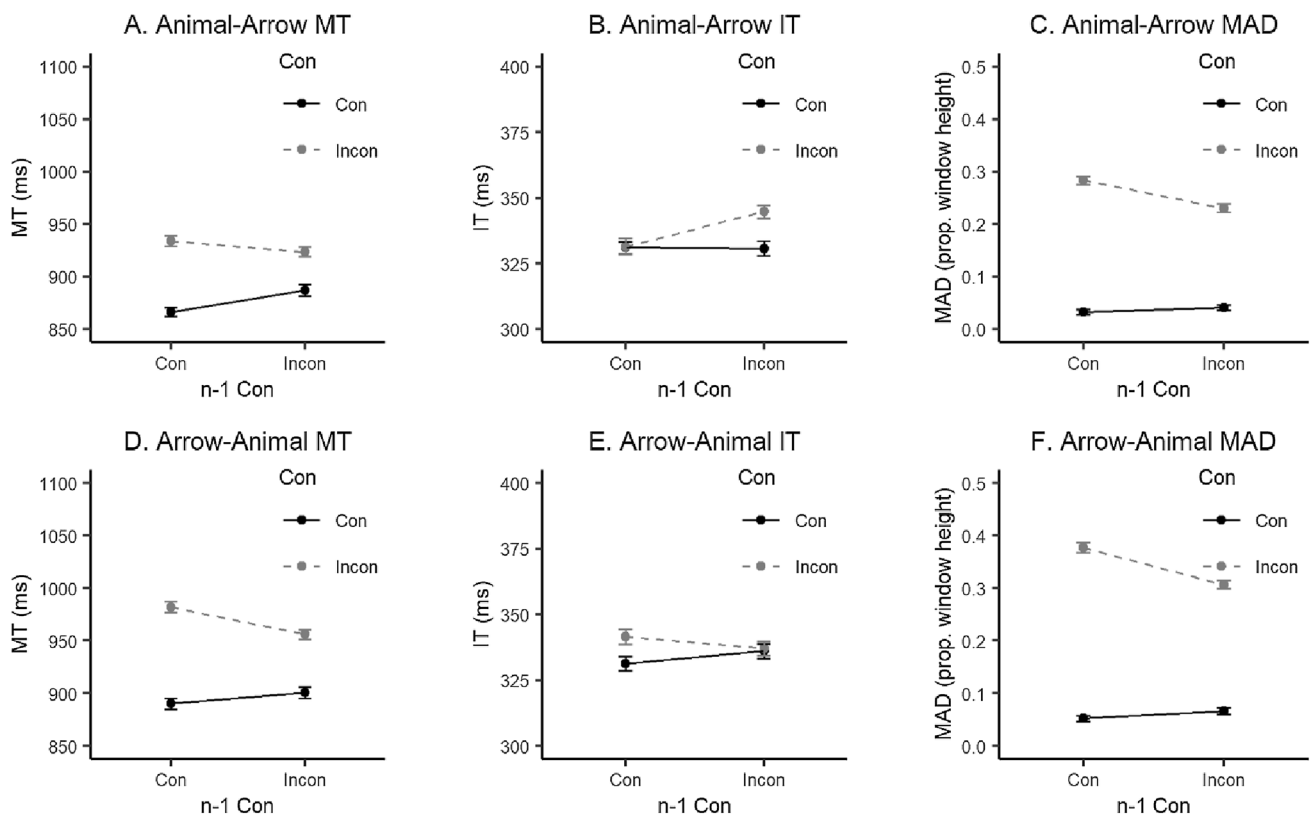 A. Animal-Arrow MT
MT (ms)
1100
1050
1000
950
900
850
Con
Con
Incon
Con
Incon
n-1 Con
B. Animal-Arrow IT
IT (ms)
400
375
350
325
300
Con
Con
Incon
Con
Incon
n-1 Con
C. Animal-Arrow MAD
MAD (prop. window height)
0.5
0.4
0.3
0.2
0.1
0.0
Con
Con
Incon
Con
Incon
n-1 Con
D. Arrow-Animal MT
MT (ms)
1100
1050
1000
950
900
850
Con
Con
Incon
Con
Incon
n-1 Con
E. Arrow-Animal IT
IT (ms)
400
375
350
325
300
Con
Con
Incon
Con
Incon
n-1 Con
F. Arrow-Animal MAD
MAD (prop. window height)
0.5
0.4
0.3
0.2
0.1
0.0
Con
Con
Incon
Con
Incon
n-1 Con